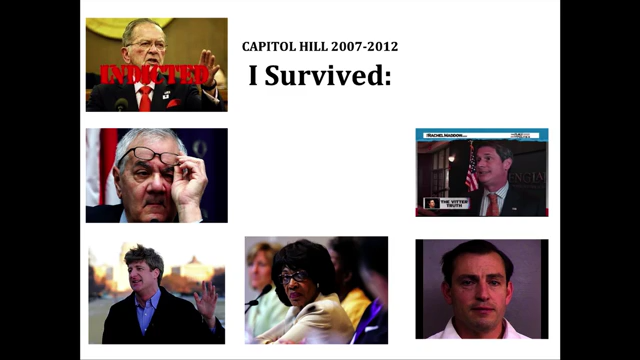 CAPITOL HILL 2007-2012
I Survived:
INDICTED
RACHEL MADDOW
THE VITTER
TRUTH